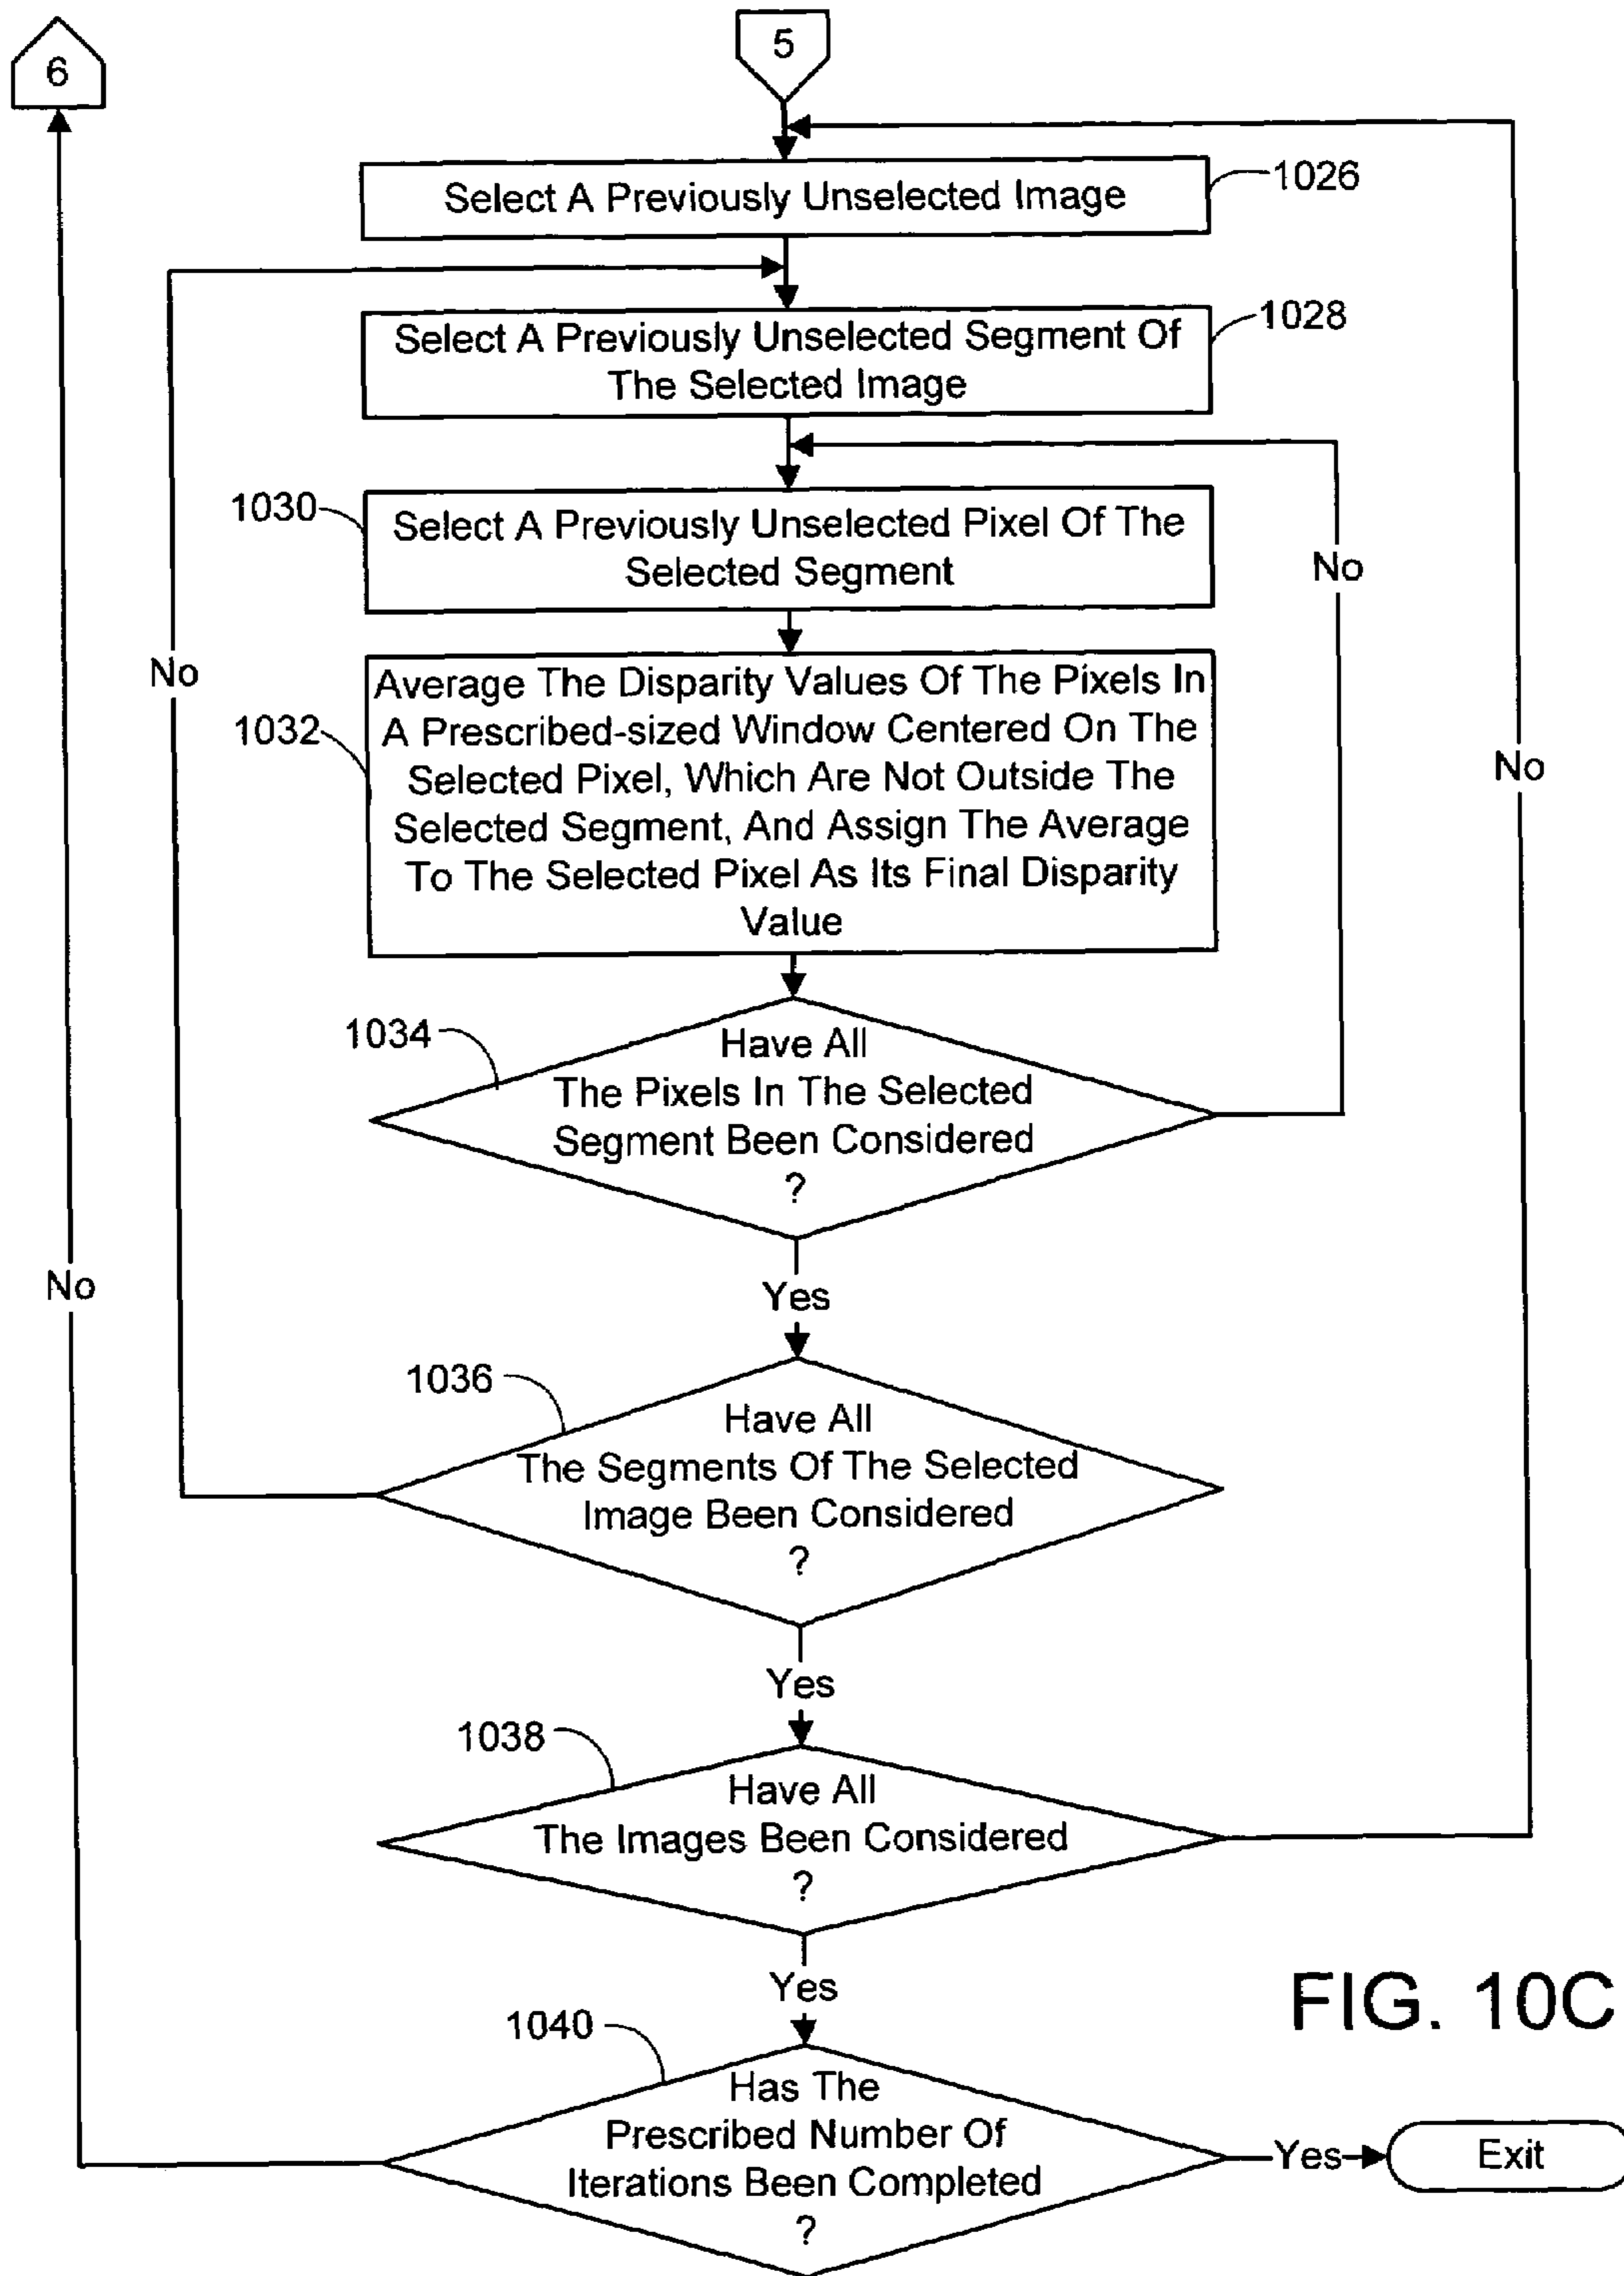 6
5
Select A Previously Unselected Image
1026
Select A Previously Unselected Segment Of
The Selected Image
1028
1030
Select A Previously Unselected Pixel Of The
Selected Segment
No
No
1032
Average The Disparity Values Of The Pixels In
A Prescribed-sized Window Centered On The
Selected Pixel, Which Are Not Outside The
Selected Segment, And Assign The Average
To The Selected Pixel As Its Final Disparity
Value
No
1034
Have All
The Pixels In The Selected
Segment Been Considered
?
No
Yes
1036
Have All
The Segments Of The Selected
Image Been Considered
?
Yes
1038
Have All
The Images Been Considered
?
Yes
FIG. 10C
1040
Has The
Prescribed Number Of
Iterations Been Completed
?
Yes
Exit